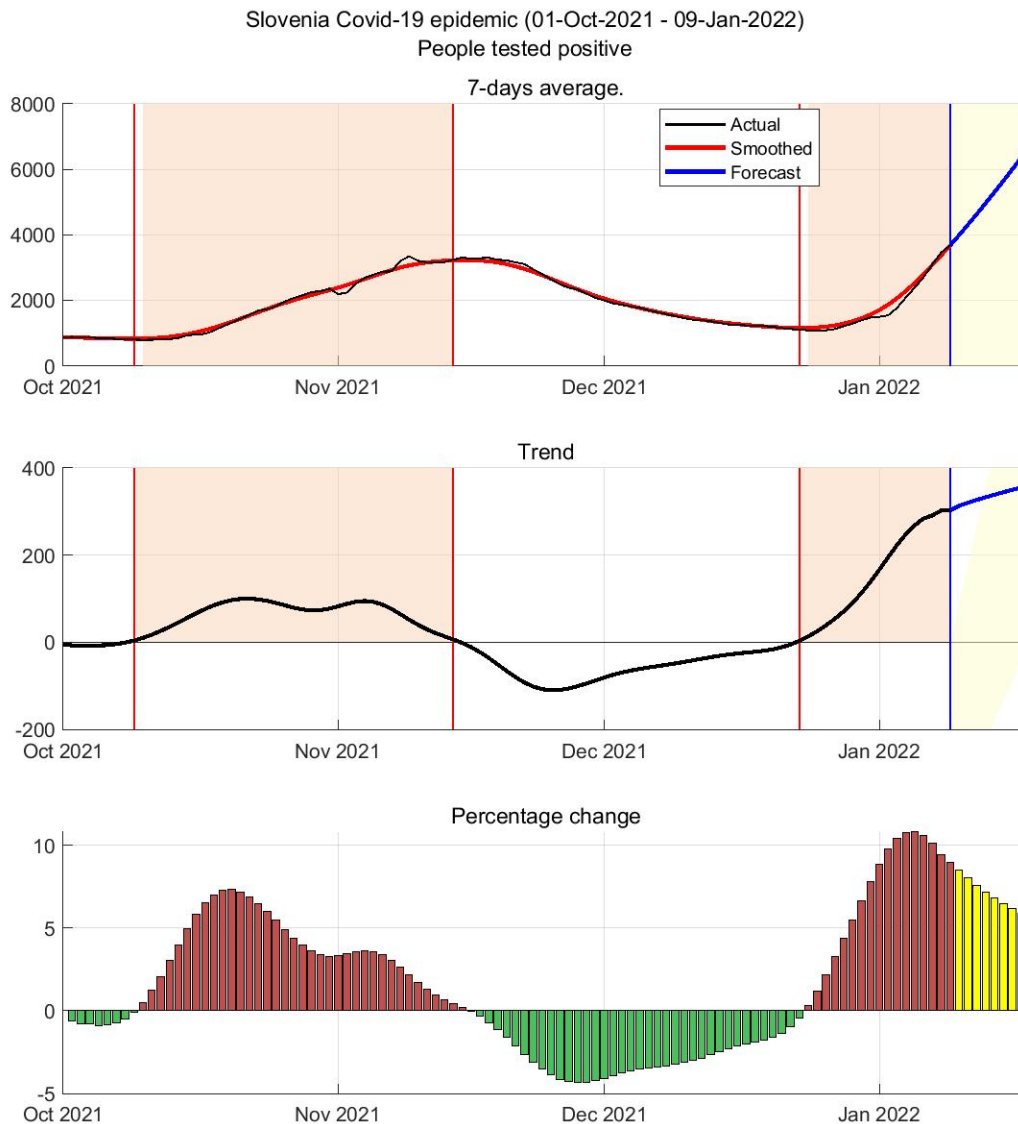 Slovenia Covid-19 epidemic (01-Oct-2021 - 09-Jan-2022)
People tested positive
7-days average.
8000
6000
4000
2000
0
Actual
Smoothed
Forecast
Oct 2021 Nov 2021 Dec 2021 Jan 2022
Trend
400
200
0
-200
Oct 2021 Nov 2021 Dec 2021 Jan 2022
Percentage change
10
5
0
-5
Oct 2021 Nov 2021 Dec 2021 Jan 2022